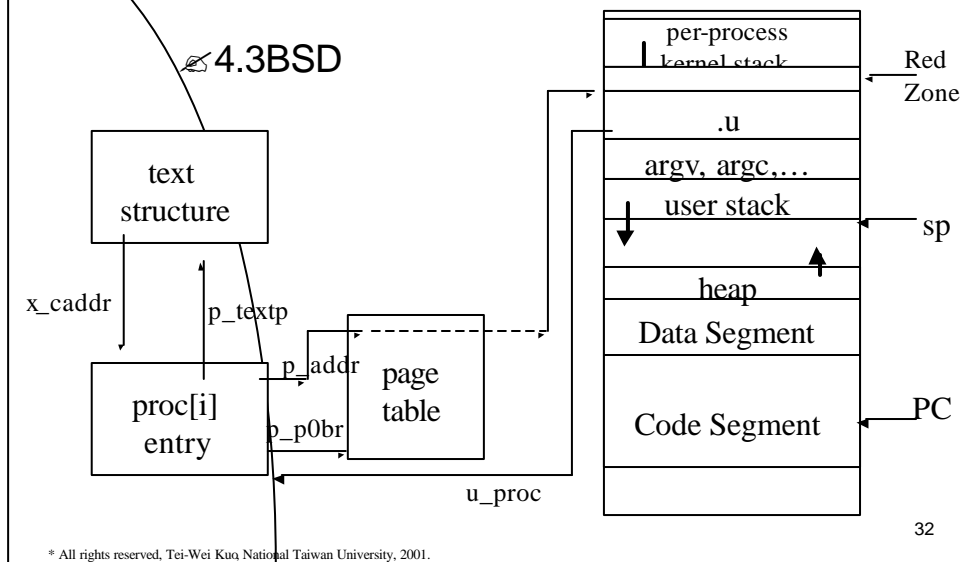 4.3BSD
per-process
kernel stack
Red
Zone
.u
argv, argc,…
user stack
sp
heap
Data Segment
Code Segment
PC
text
structure
x_caddr
p_textp
proc[i]
entry
p_addr
p_p0br
page
table
u_proc
32
* All rights reserved, Tei-Wei Kuo, National Taiwan University, 2001.